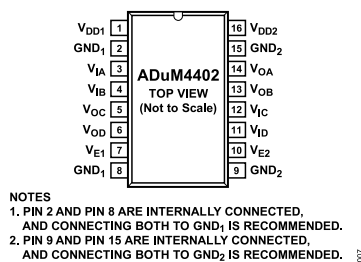 VDD1 1 16 VDD2
GND1 2 15 GND2
VIA 3 14 VOA
VIB 4 13 VOB
VOC 5 12 VIC
VOD 6 11 VID
VE1 7 10 VE2
GND1 8 9 GND2
ADuM4402
TOP VIEW
(Not to Scale)
NOTES
1. PIN 2 AND PIN 8 ARE INTERNALLY CONNECTED,
AND CONNECTING BOTH TO GND1 IS RECOMMENDED.
2. PIN 9 AND PIN 15 ARE INTERNALLY CONNECTED,
AND CONNECTING BOTH TO GND2 IS RECOMMENDED.